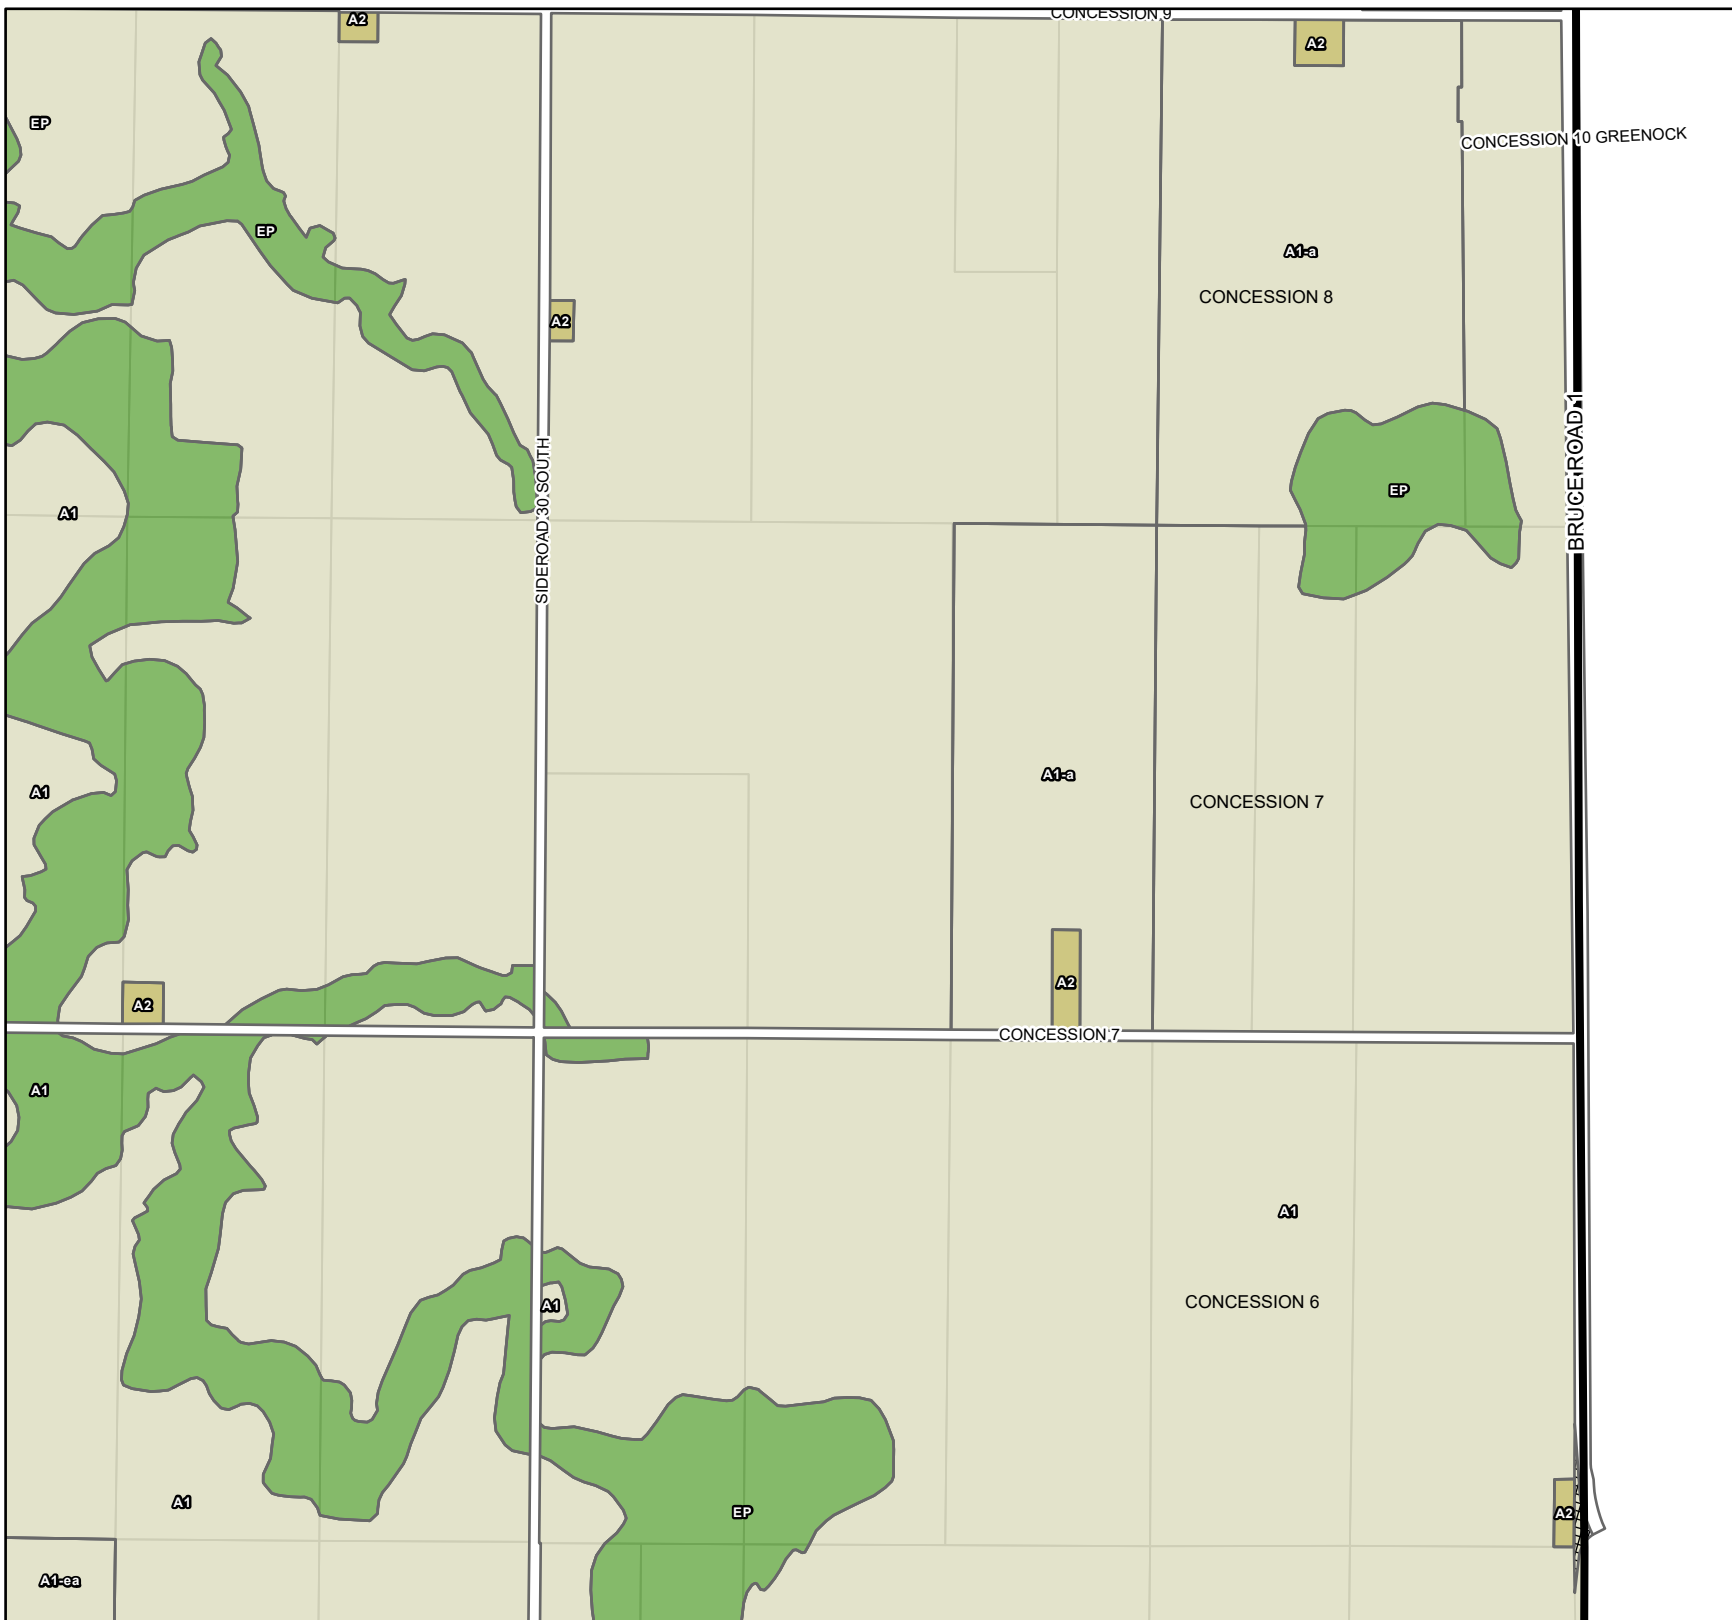 A2
CONCESSION 9
A2
EP
CONCESSION 10 GREENOCK
EP
A1-a
CONCESSION 8
A2
BRUCE ROAD 1
EP
A1
SIDEROAD 30 SOUTH
A1-a
A1
CONCESSION 7
A2
A2
CONCESSION 7
A1
A1
A1
CONCESSION 6
A1
EP
A2
A1-ea